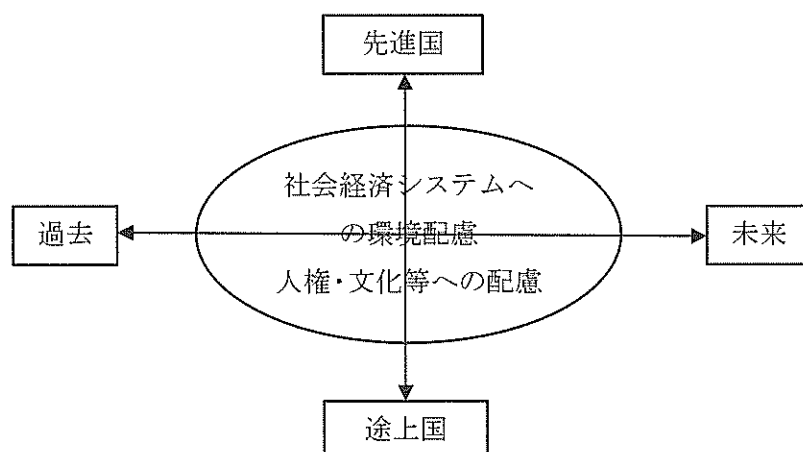 先進国
社会経済システムへ
過去
の環境配慮
未来
人権・文化等への配慮
途上国